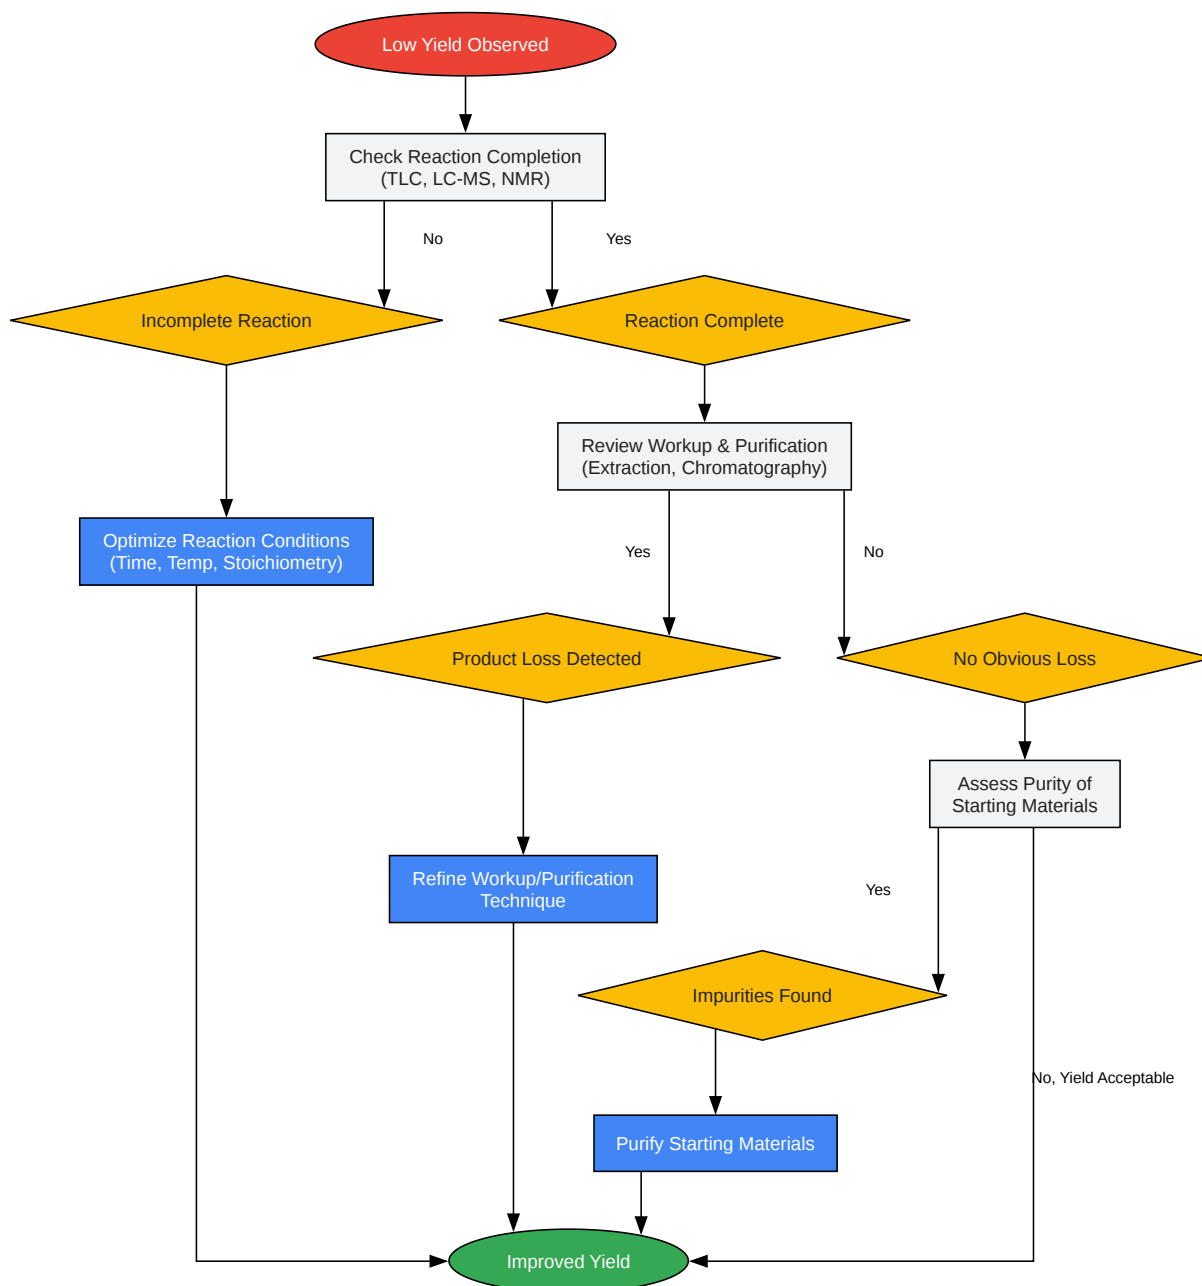 Low Yield Observed
Check Reaction Completion
(TLC, LC-MS, NMR)
No
Yes
Incomplete Reaction
Reaction Complete
Review Workup & Purification
(Extraction, Chromatography)
Optimize Reaction Conditions
(Time, Temp, Stoichiometry)
Yes
No
Product Loss Detected
No Obvious Loss
Assess Purity of
Starting Materials
Refine Workup/Purification
Technique
Yes
Impurities Found
No, Yield Acceptable
Purify Starting Materials
Improved Yield